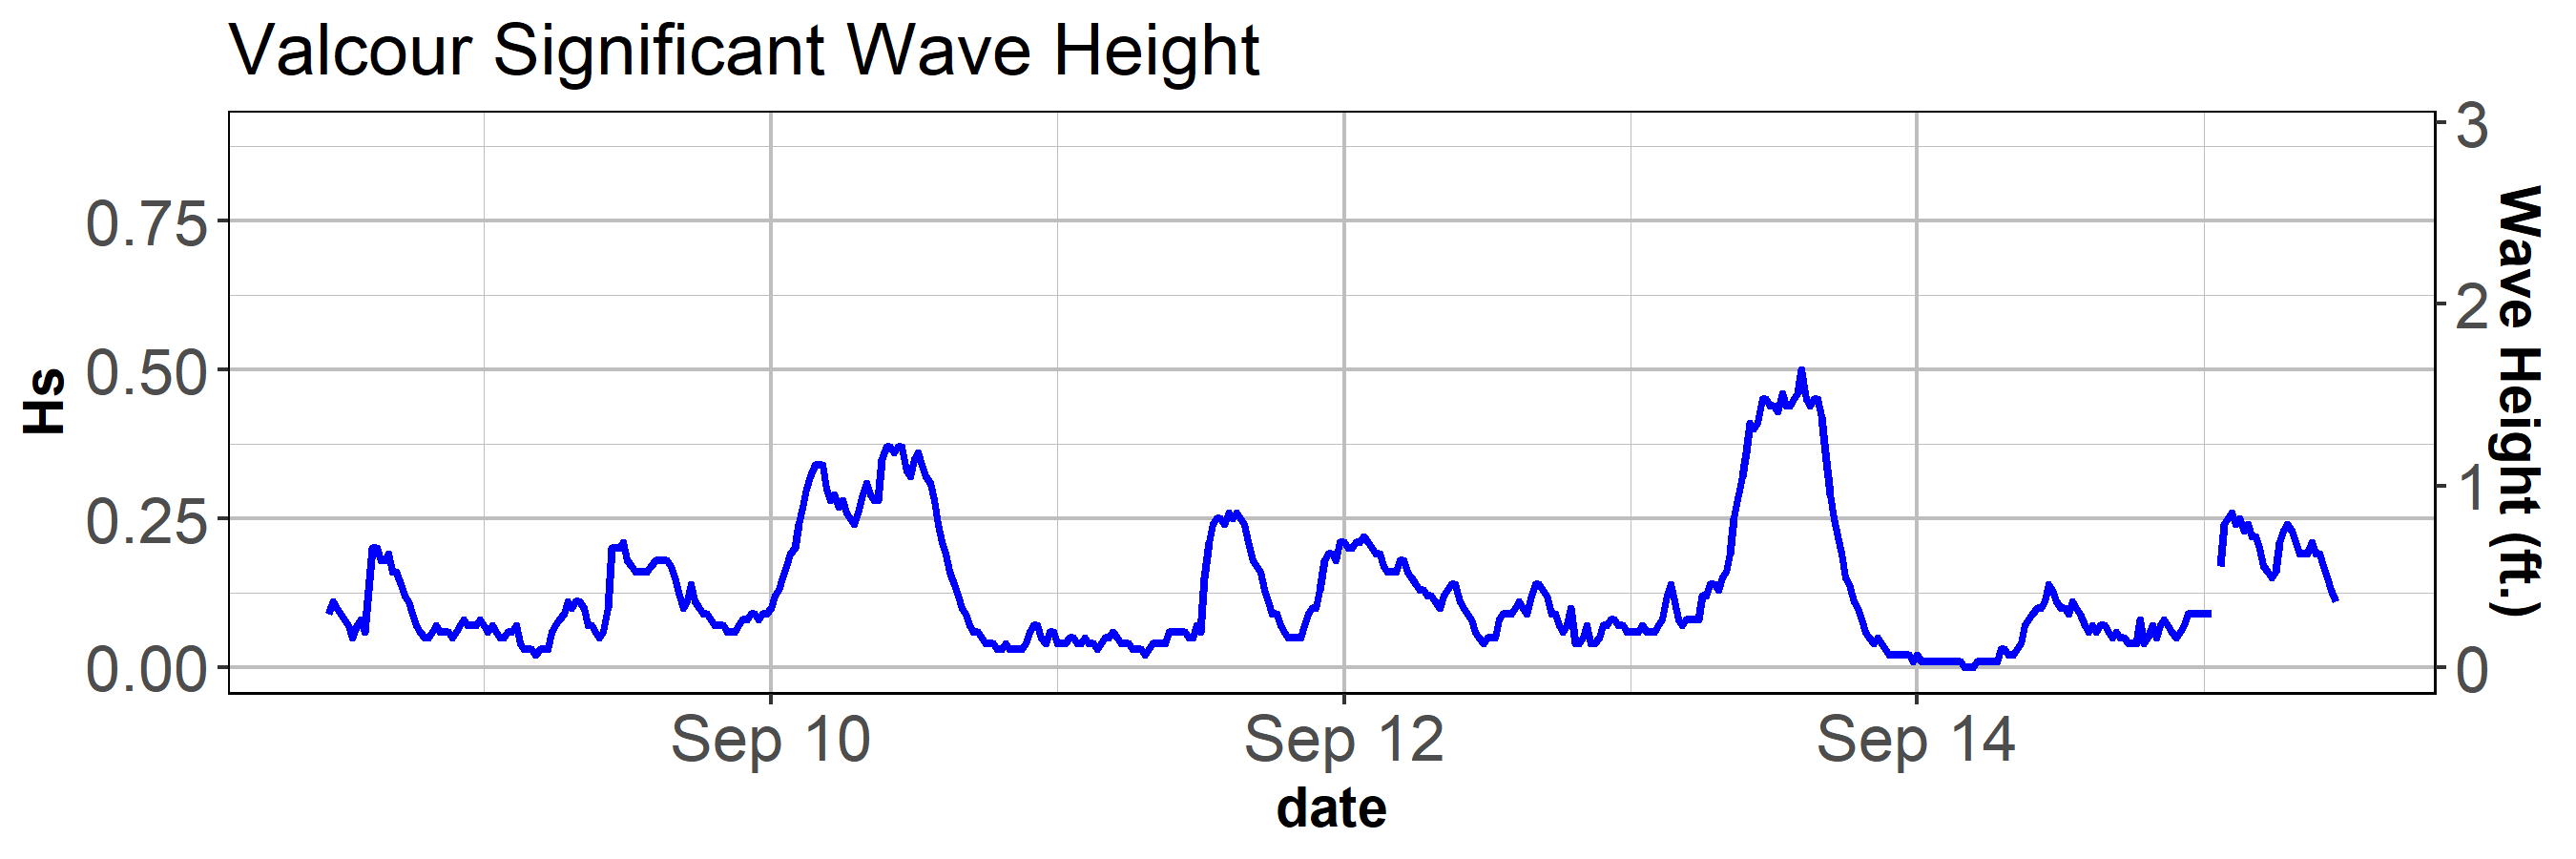 Valcour Significant Wave Height
Hs
0.75
0.50
0.25
0.00
3
2
1
0
Wave Height (ft.)
Sep 10
Sep 12
Sep 14
date